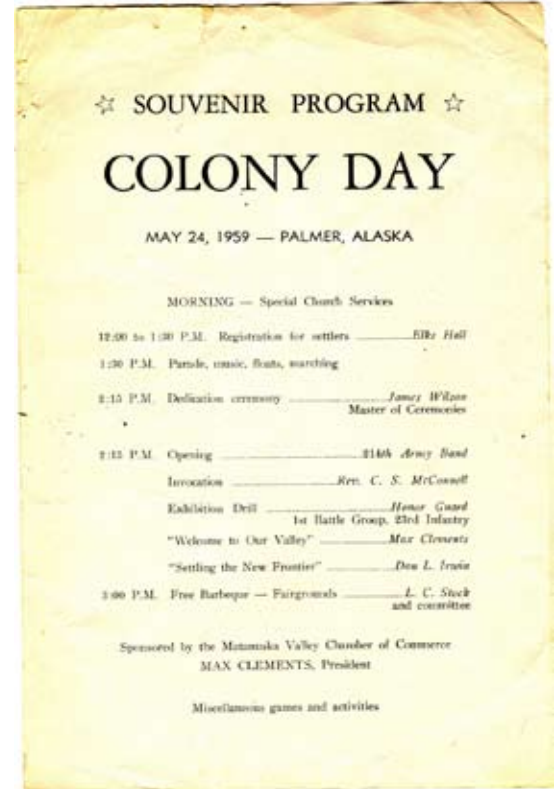 ☆ SOUVENIR PROGRAM ☆
COLONY DAY
MAY 24, 1959 — PALMER, ALASKA
MORNING — Special Church Services
12:00 to 1:30 P.M. Registration for settlers Elks Hall
1:30 P.M. Parade, music, floats, marching
2:15 P.M. Dedication ceremony James Wilson
Master of Ceremonies
2:15 P.M. Opening 214th Army Band
Invocation Rev. C. S. McConnell
Exhibition Drill Honor Guard
1st Battle Group, 23rd Infantry
"Welcome to Our Valley" Max Clements
"Settling the New Frontier" Don L. Irwin
3:00 P.M. Free Barbeque — Fairgrounds L. C. Stock
and committee
Sponsored by the Matanuska Valley Chamber of Commerce
MAX CLEMENTS, President
Miscellaneous games and activities